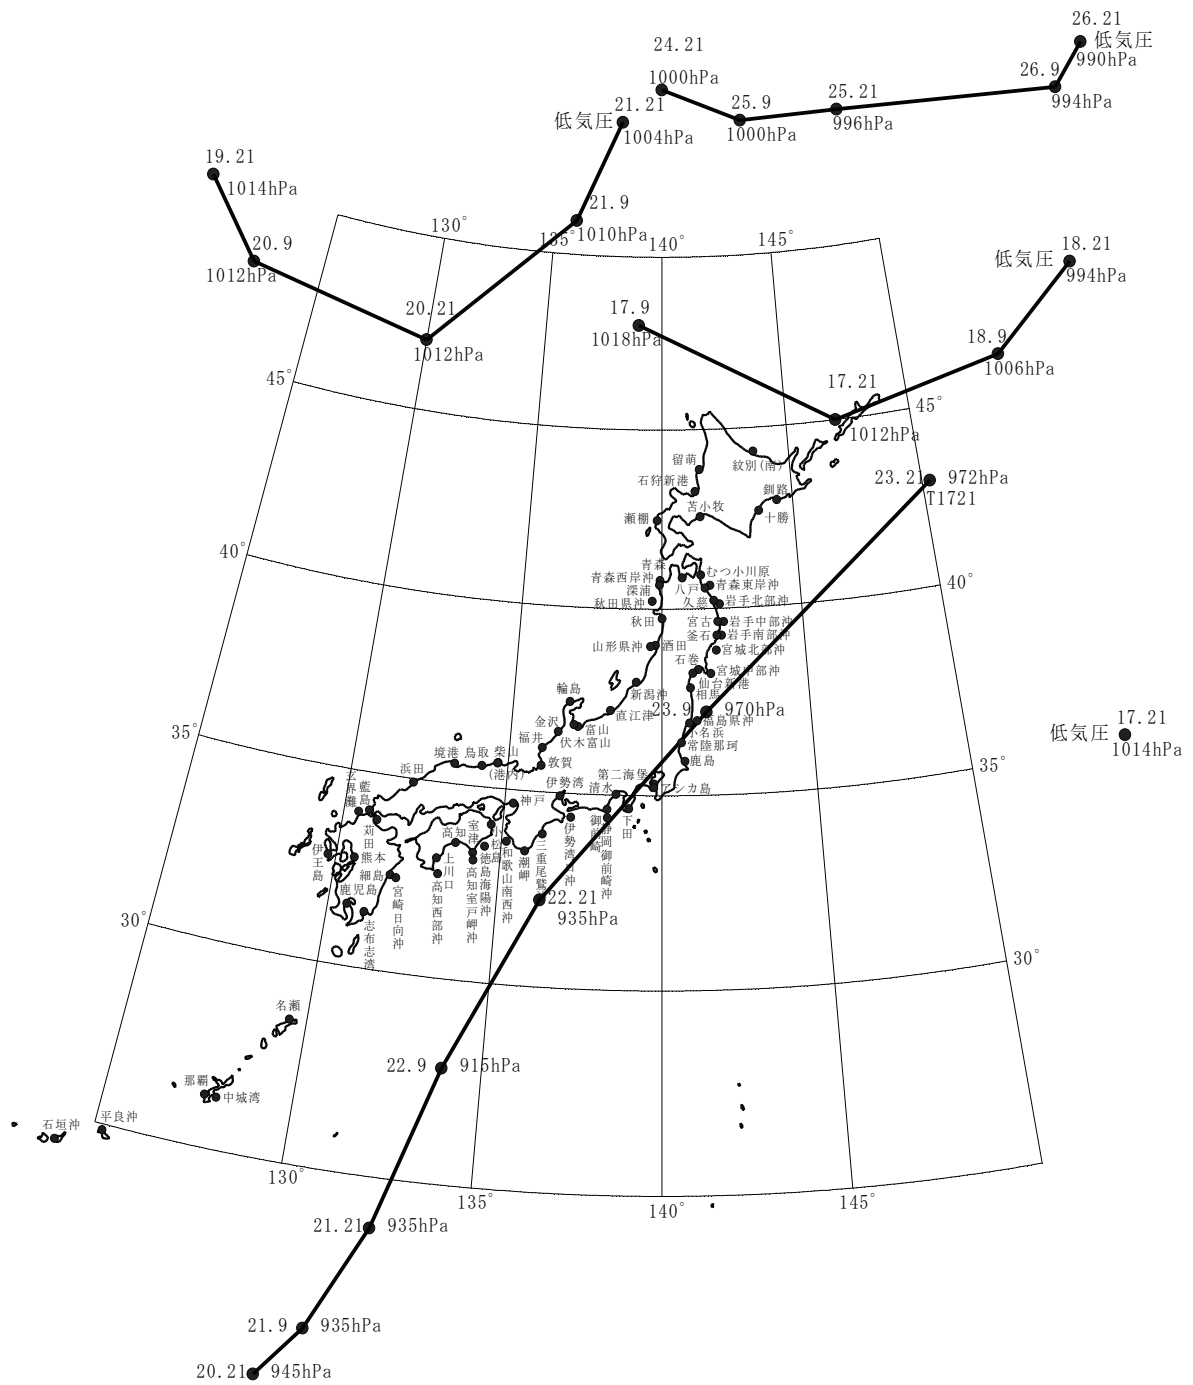 26.21
低気圧
990hPa
24.21
1000hPa
26.9
994hPa
25.21
996hPa
25.9
1000hPa
21.21
低気圧
1004hPa
19.21
1014hPa
20.9
1012hPa
21.9
1010hPa
20.21
1012hPa
130°
135°
140°
145°
18.21
低気圧
994hPa
17.9
1018hPa
18.9
1006hPa
17.21
1012hPa
45°
45°
23.21
972hPa
T1721
留萌
紋別(南)
石狩新港
釧路
苫小牧
十勝
瀬棚
40°
40°
青森
むつ小川原
青森西岸沖
八戸
青森東岸沖
深浦
久慈
岩手北部沖
秋田県沖
秋田
宮古
岩手中部沖
釜石
岩手南部沖
山形県沖
酒田
宮城北部沖
石巻
宮城中部沖
仙台新港
相馬
輪島
新潟沖
直江津
23.9
970hPa
福島県沖
小名浜
常陸那珂
鹿島
金沢
富山
伏木富山
福井
35°
35°
17.21
低気圧
1014hPa
境港
鳥取
柴山
(港内)
敦賀
浜田
伊勢湾
第二海堡
清水
アシカ島
玄界灘
藍島
神戸
下田
御前崎
静岡御前崎沖
苅田
高知
室津
小松島
伊勢湾口沖
三重尾鷲沖
伊王島
熊本
上川口
徳島海陽沖
和歌山南西沖
潮岬
細島
鹿児島
宮崎日向沖
高知西部沖
高知室戸岬沖
志布志湾
22.21
935hPa
30°
30°
名瀬
22.9
915hPa
那覇
中城湾
石垣沖
平良沖
130°
135°
140°
145°
21.21
935hPa
21.9
935hPa
20.21
945hPa